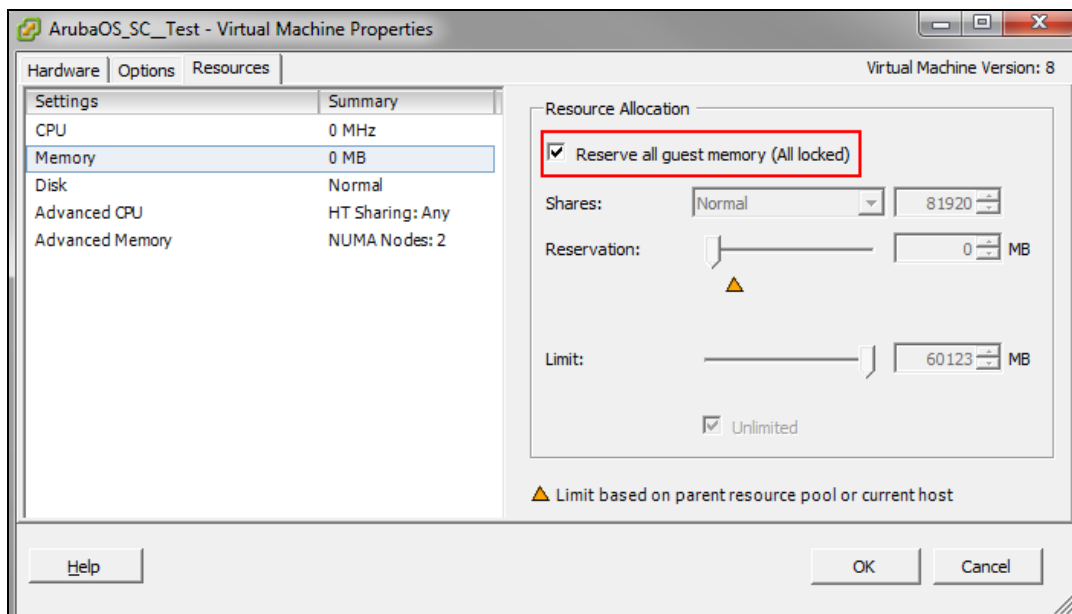 ArubaOS_SC__Test - Virtual Machine Properties
Hardware Options Resources Virtual Machine Version: 8
Settings Summary
CPU 0 MHz
Memory 0 MB
Disk Normal
Advanced CPU HT Sharing: Any
Advanced Memory NUMA Nodes: 2
Resource Allocation
Reserve all guest memory (All locked)
Shares: Normal 81920
Reservation: 0 MB
Limit: 60123 MB
Unlimited
Limit based on parent resource pool or current host
Help OK Cancel